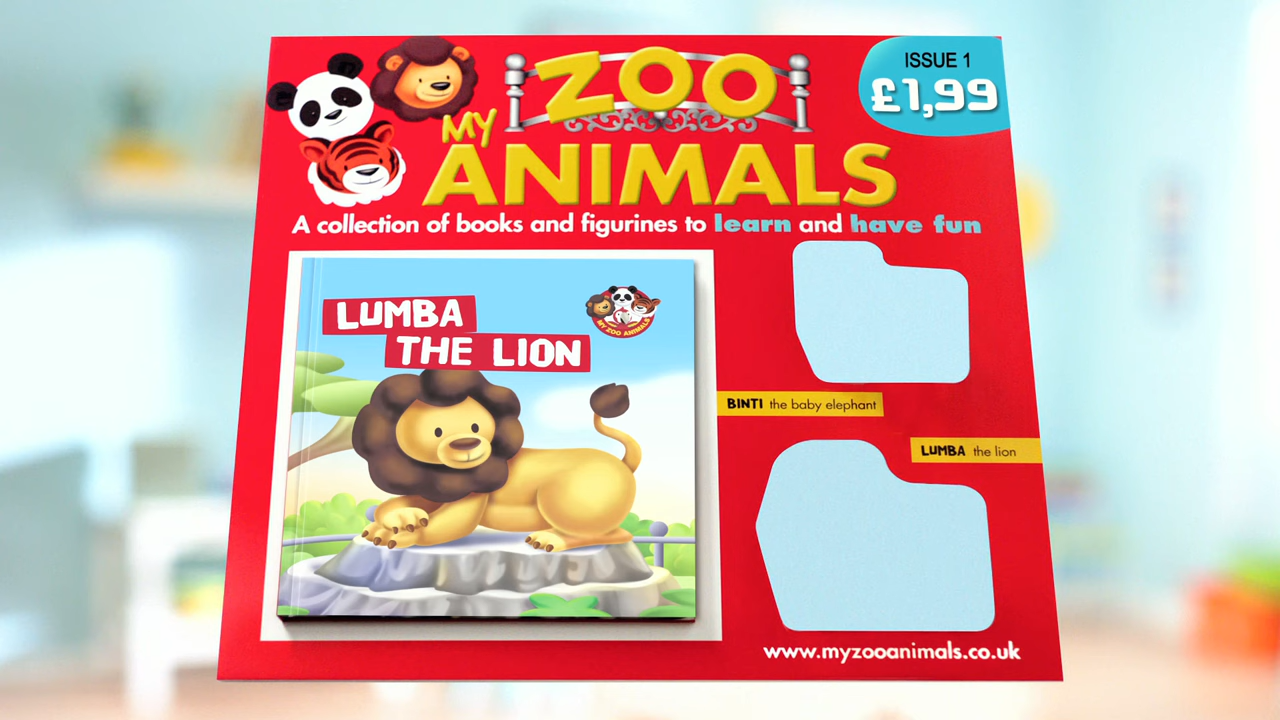 ISSUE 1
£1,99
MY ZOO
ANIMALS
A collection of books and figurines to learn and have fun
LUMBA
THE LION
MY ZOO ANIMALS
BINTI the baby elephant
LUMBA the lion
www.myzooanimals.co.uk